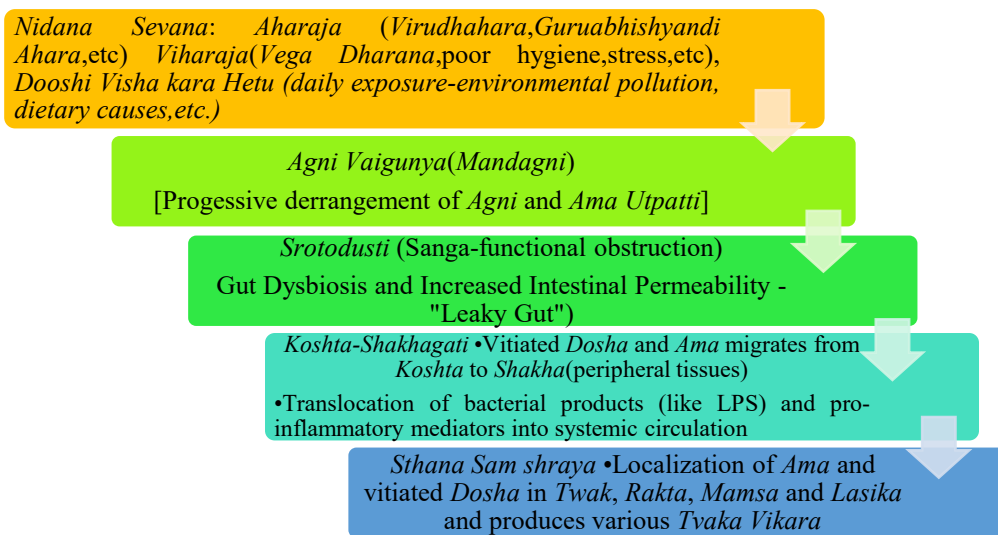 Nidana Sevana: Aharaja (Virudhahara,Guruabhishyandi
Ahara,etc) Viharaja(Vega Dharana,poor hygiene,stress,etc),
Dooshi Visha kara Hetu (daily exposure-environmental pollution,
dietary causes,etc.)
Agni Vaigunya(Mandagni)
[Progessive derrangement of Agni and Ama Utpatti]
Srotodusti (Sanga-functional obstruction)
Gut Dysbiosis and Increased Intestinal Permeability -
"Leaky Gut")
Koshta-Shakhagati •Vitiated Dosha and Ama migrates from
Koshta to Shakha(peripheral tissues)
•Translocation of bacterial products (like LPS) and pro-
inflammatory mediators into systemic circulation
Sthana Sam shraya •Localization of Ama and
vitiated Dosha in Twak, Rakta, Mamsa and Lasika
and produces various Tvaka Vikara